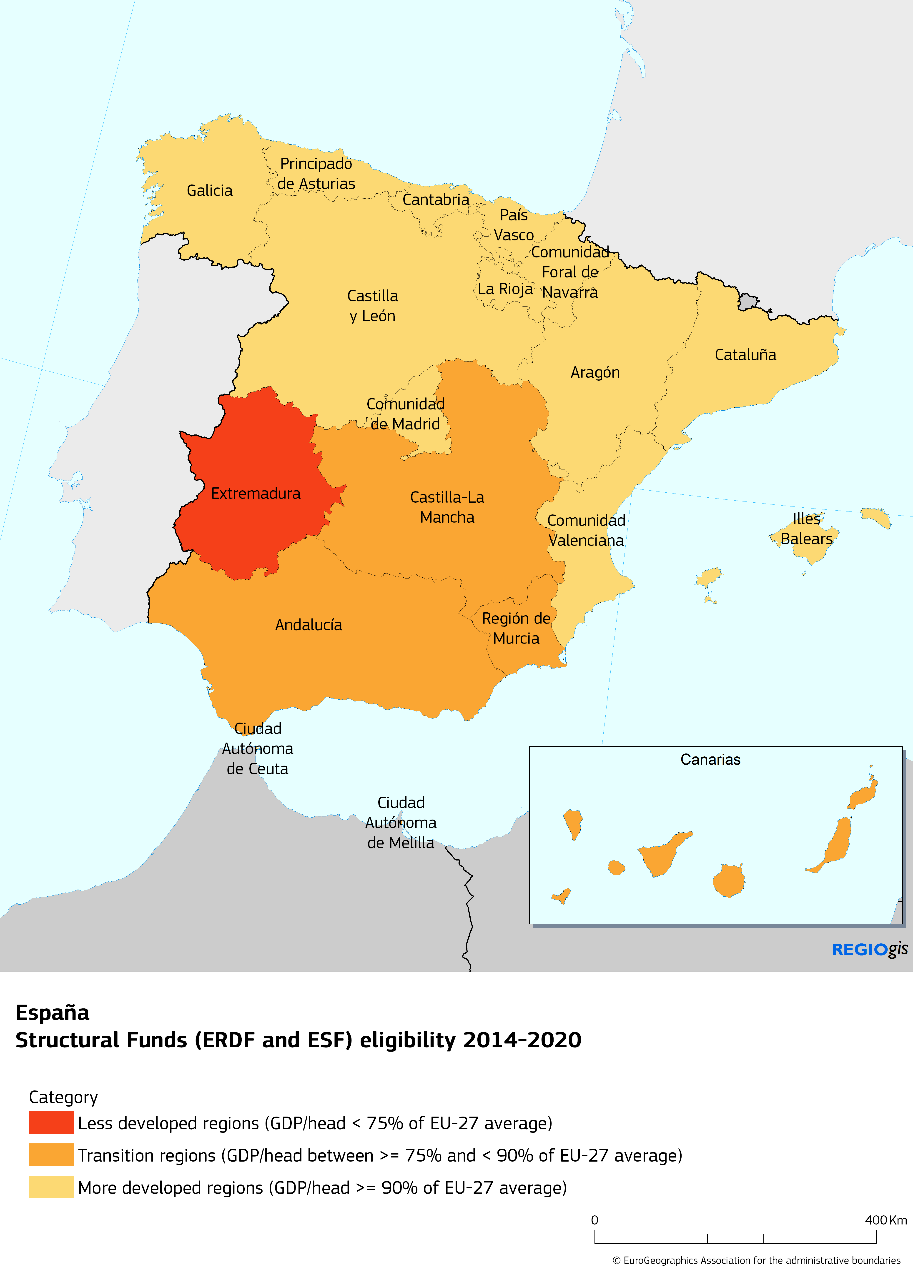 Galicia
Principado
de Asturias
Cantabria
País
Vasco
Comunidad
Foral de
Navarra
La Rioja
Castilla
y León
Aragón
Cataluña
Comunidad
de Madrid
Extremadura
Castilla-La
Mancha
Comunidad
Valenciana
Illes
Balears
Andalucía
Región de
Murcia
Ciudad
Autónoma
de Ceuta
Ciudad
Autónoma
de Melilla
Canarias
REGIOgis
España
Structural Funds (ERDF and ESF) eligibility 2014-2020
Category
Less developed regions (GDP/head < 75% of EU-27 average)
Transition regions (GDP/head between >= 75% and < 90% of EU-27 average)
More developed regions (GDP/head >= 90% of EU-27 average)
0 400 Km
© EuroGeographics Association for the administrative boundaries